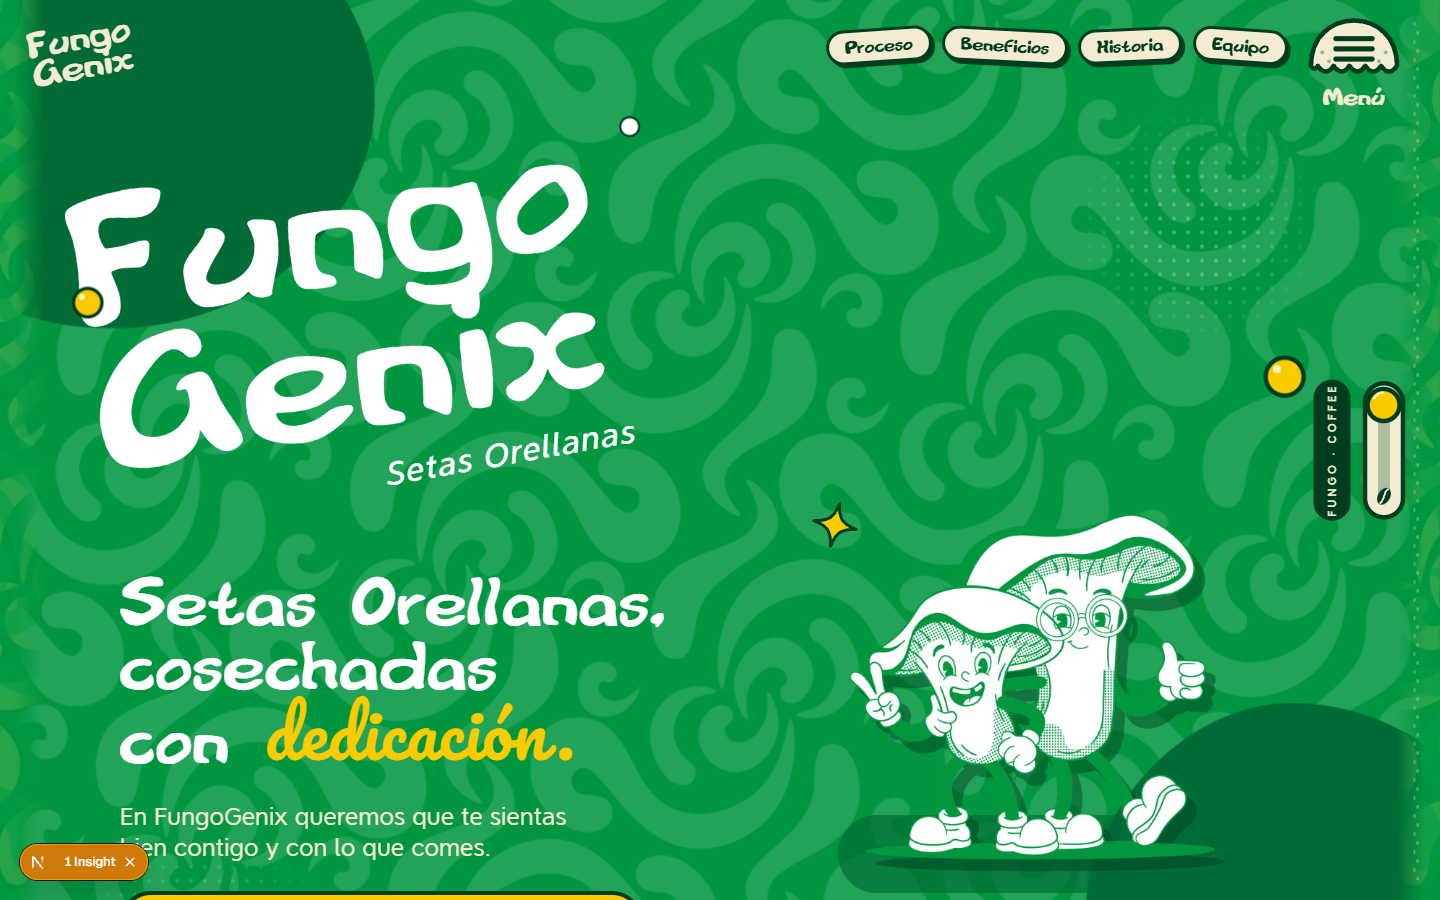 Fungo
Genix
Proceso
Beneficios
Historia
Equipo
Menú
Fungo
Genix
Setas Orellanas
FUNGO . COFFEE
Setas Orellanas,
cosechadas
con dedicación.
En FungoGenix queremos que te sientas
bien contigo y con lo que comes.
1 Insight